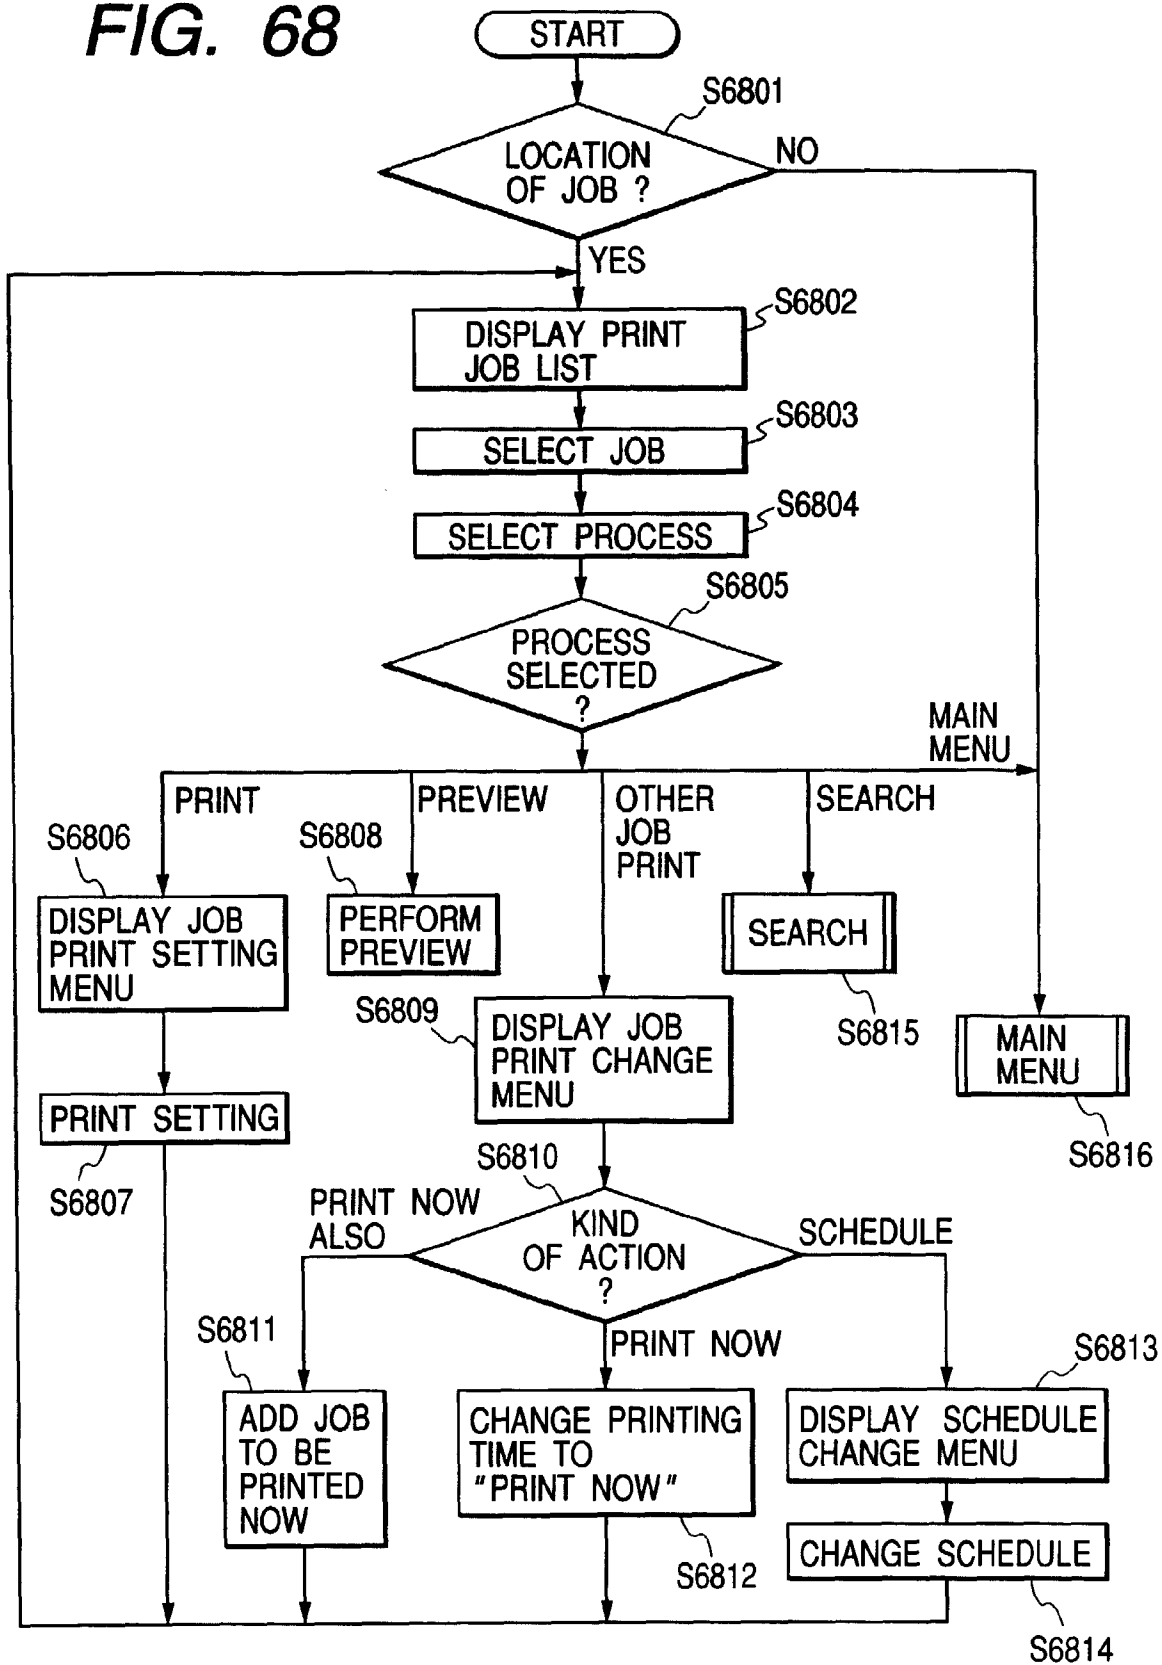 FIG. 68
START
S6801
LOCATION
OF JOB ?
NO
YES
S6802
DISPLAY PRINT
JOB LIST
S6803
SELECT JOB
S6804
SELECT PROCESS
S6805
PROCESS
SELECTED
?
MAIN
MENU
PRINT
PREVIEW
OTHER
JOB
PRINT
SEARCH
S6806
DISPLAY JOB
PRINT SETTING
MENU
S6808
PERFORM
PREVIEW
SEARCH
S6815
S6809
DISPLAY JOB
PRINT CHANGE
MENU
MAIN
MENU
S6816
PRINT SETTING
S6807
S6810
KIND
OF ACTION
?
PRINT NOW
ALSO
SCHEDULE
PRINT NOW
S6811
ADD JOB
TO BE
PRINTED
NOW
CHANGE PRINTING
TIME TO
"PRINT NOW"
S6812
S6813
DISPLAY SCHEDULE
CHANGE MENU
CHANGE SCHEDULE
S6814